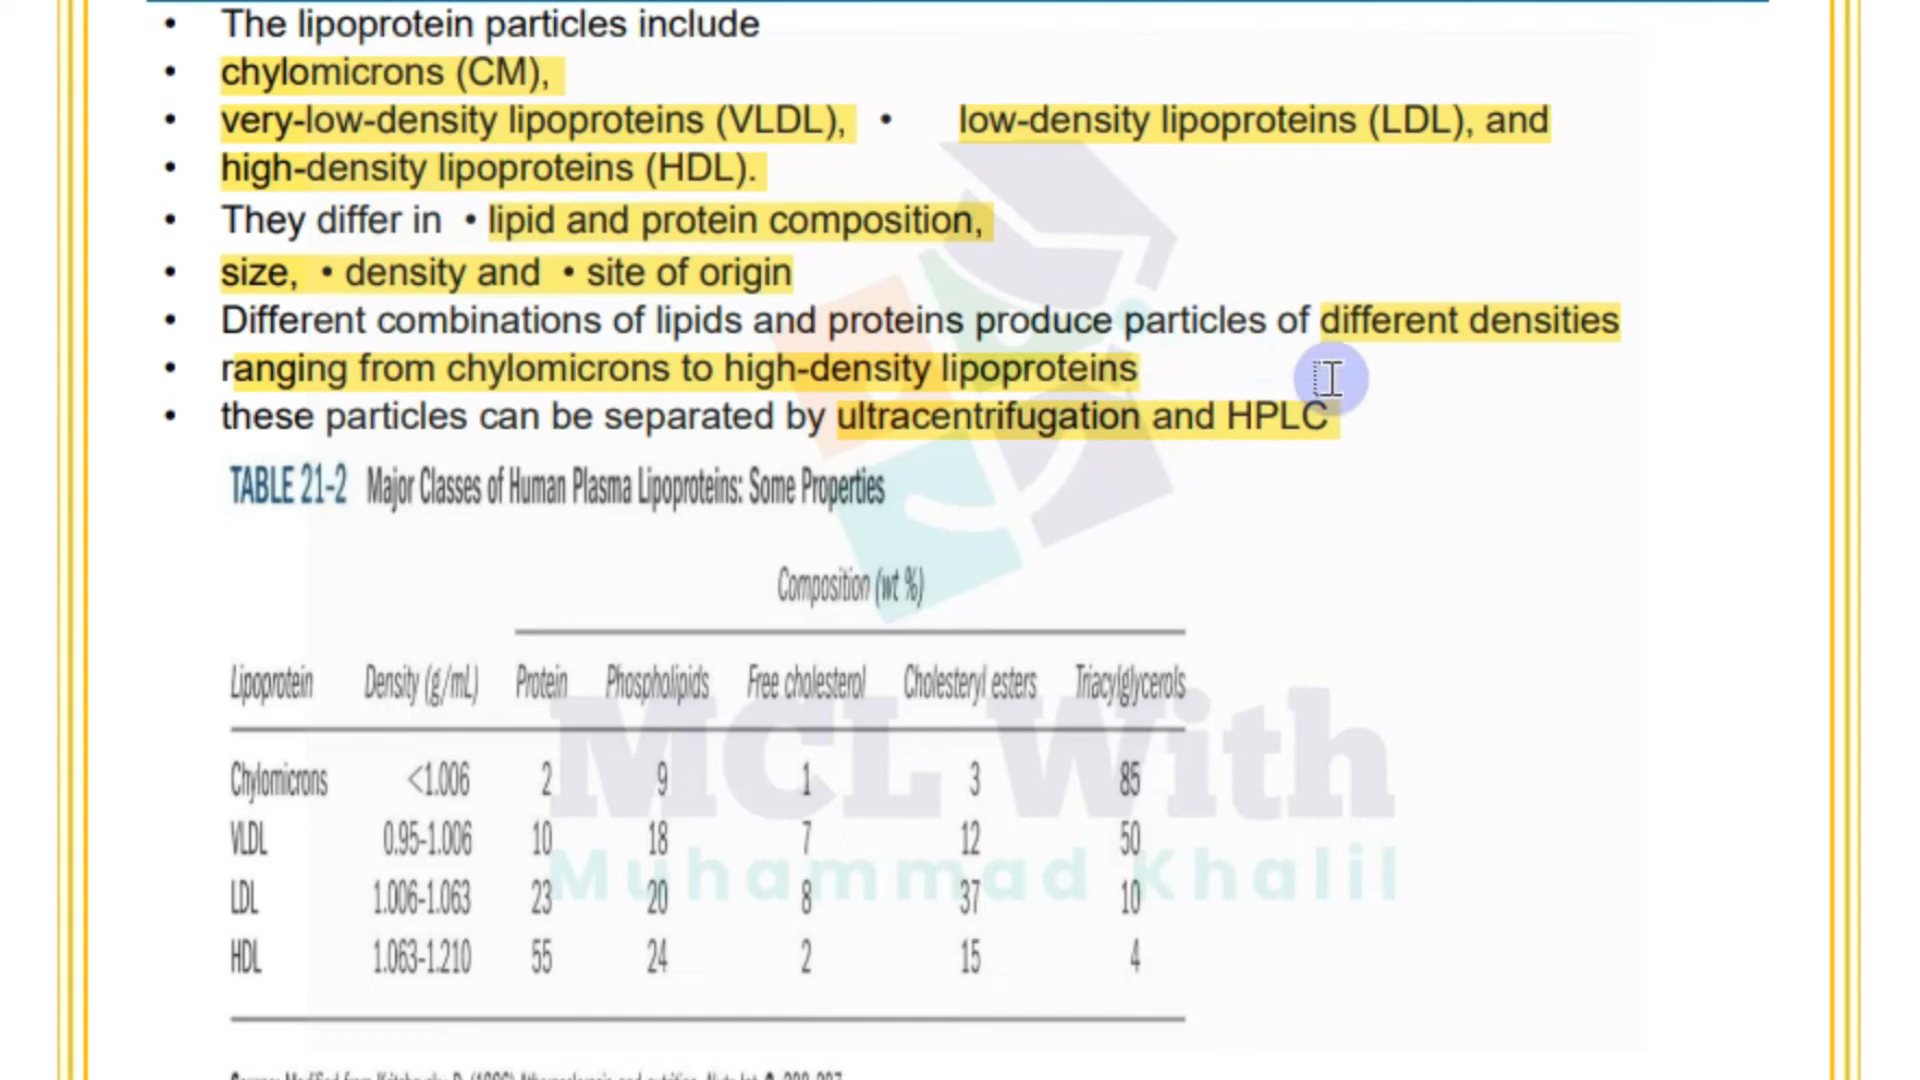 • The lipoprotein particles include
• chylomicrons (CM),
• very-low-density lipoproteins (VLDL), • low-density lipoproteins (LDL), and
• high-density lipoproteins (HDL).
• They differ in • lipid and protein composition,
• size, • density and • site of origin
• Different combinations of lipids and proteins produce particles of different densities
• ranging from chylomicrons to high-density lipoproteins
• these particles can be separated by ultracentrifugation and HPLC
TABLE 21-2 Major Classes of Human Plasma Lipoproteins: Some Properties
Composition (wt %)
Lipoprotein Density (g/mL) Protein Phospholipids Free cholesterol Cholesteryl esters Triacylglycerols
Chylomicrons <1.006 2 9 1 3 85
VLDL 0.95-1.006 10 18 7 12 50
LDL 1.006-1.063 23 20 8 37 10
HDL 1.063-1.210 55 24 2 15 4
MCL With
Muhammad Khalil